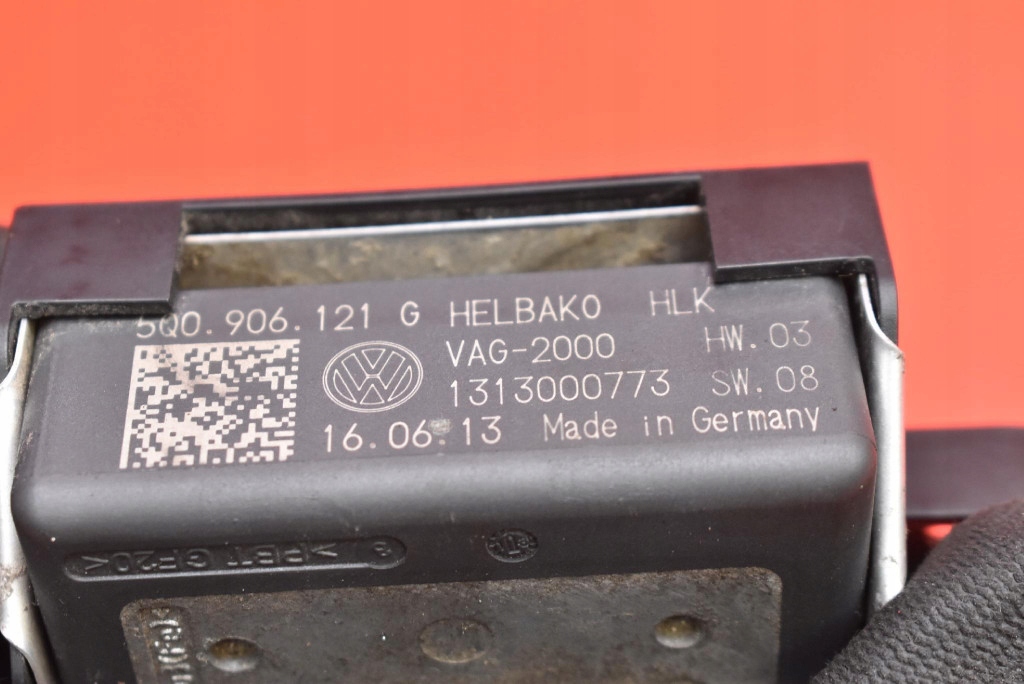 5Q0.906.121 G HELBAKO HLK
VAG-2000 HW.03
1313000773 SW.08
16.06.13 Made in Germany
>PBT GF20<